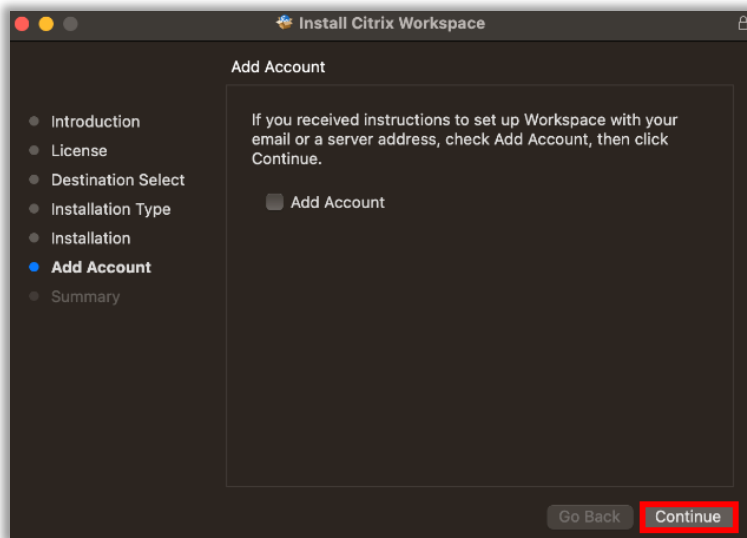 Install Citrix Workspace
Add Account
Introduction
License
Destination Select
Installation Type
Installation
Add Account
Summary
If you received instructions to set up Workspace with your
email or a server address, check Add Account, then click
Continue.
Add Account
Go Back
Continue